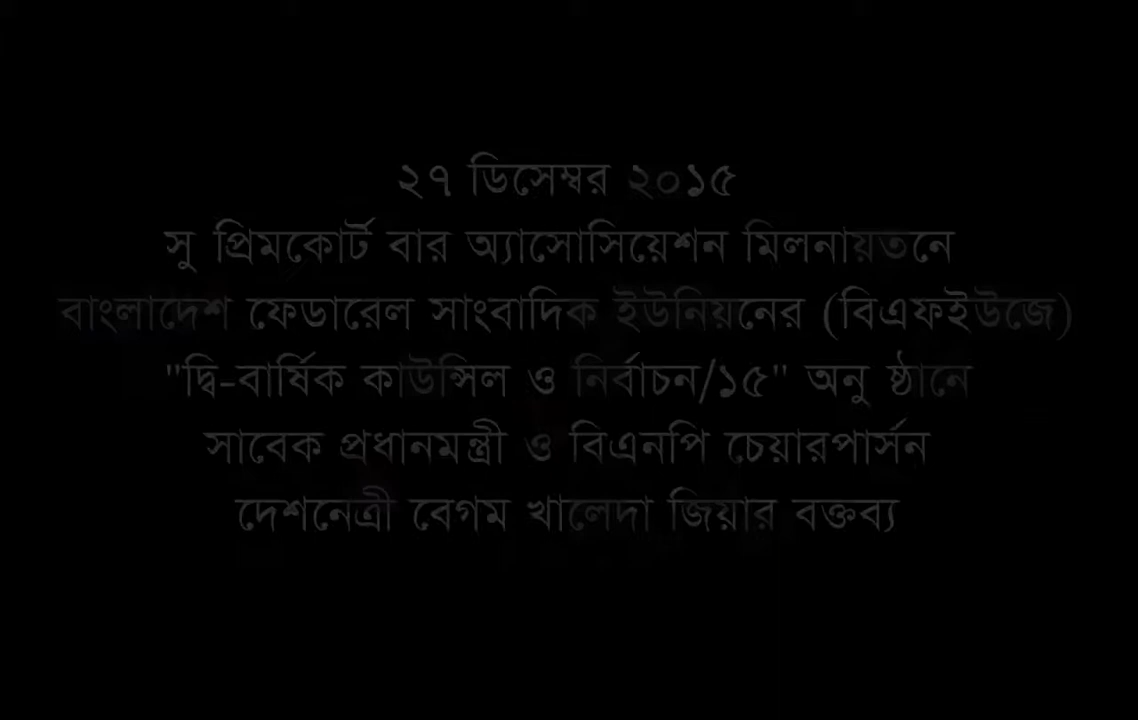 ২৭ ডিসেম্বর ২০১৫
সু প্রিমকোর্ট বার অ্যাসোসিয়েশন মিলনায়তনে
বাংলাদেশ ফেডারেল সাংবাদিক ইউনিয়নের (বিএফইউজে)
"দ্বি-বার্ষিক কাউন্সিল ও নির্বাচন/১৫" অনু ষ্ঠানে
সাবেক প্রধানমন্ত্রী ও বিএনপি চেয়ারপার্সন
দেশনেত্রী বেগম খালেদা জিয়ার বক্তব্য